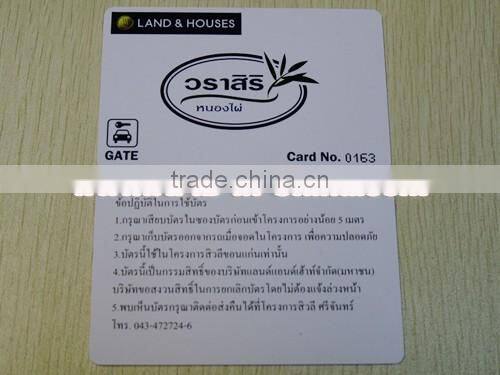 LAND & HOUSES
วราสิริ
หนองไผ่
GATE
Card No. 0163
trade.china.cn
ข้อปฏิบัติในการใช้บัตร
1.กรุณาเสียบบัตรในซองบัตรก่อนเข้าโครงการอย่างน้อย 5 เมตร
2.กรุณาเก็บบัตรออกจากรถเมื่อจอดในโครงการ เพื่อความปลอดภัย
3.บัตรนี้ใช้ในโครงการสิวลีขอนแก่นเท่านั้น
4.บัตรนี้เป็นกรรมสิทธิ์ของบริษัทแลนด์แอนด์เฮ้าท์จำกัด(มหาชน)
บริษัทขอสงวนสิทธิ์ในการยกเลิกบัตรโดยไม่ต้องแจ้งล่วงหน้า
5.พบเห็นบัตรกรุณาติดต่อส่งคืนได้ที่โครงการสิวลี ศรีจันทร์
โทร. 043-472724-6